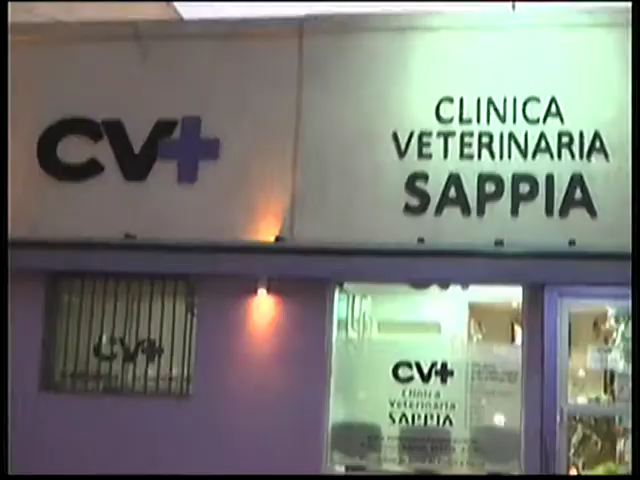 CV+
CLINICA
VETERINARIA
SAPPIA
CV+
CV+
Clinica
Veterinaria
SAPPIA